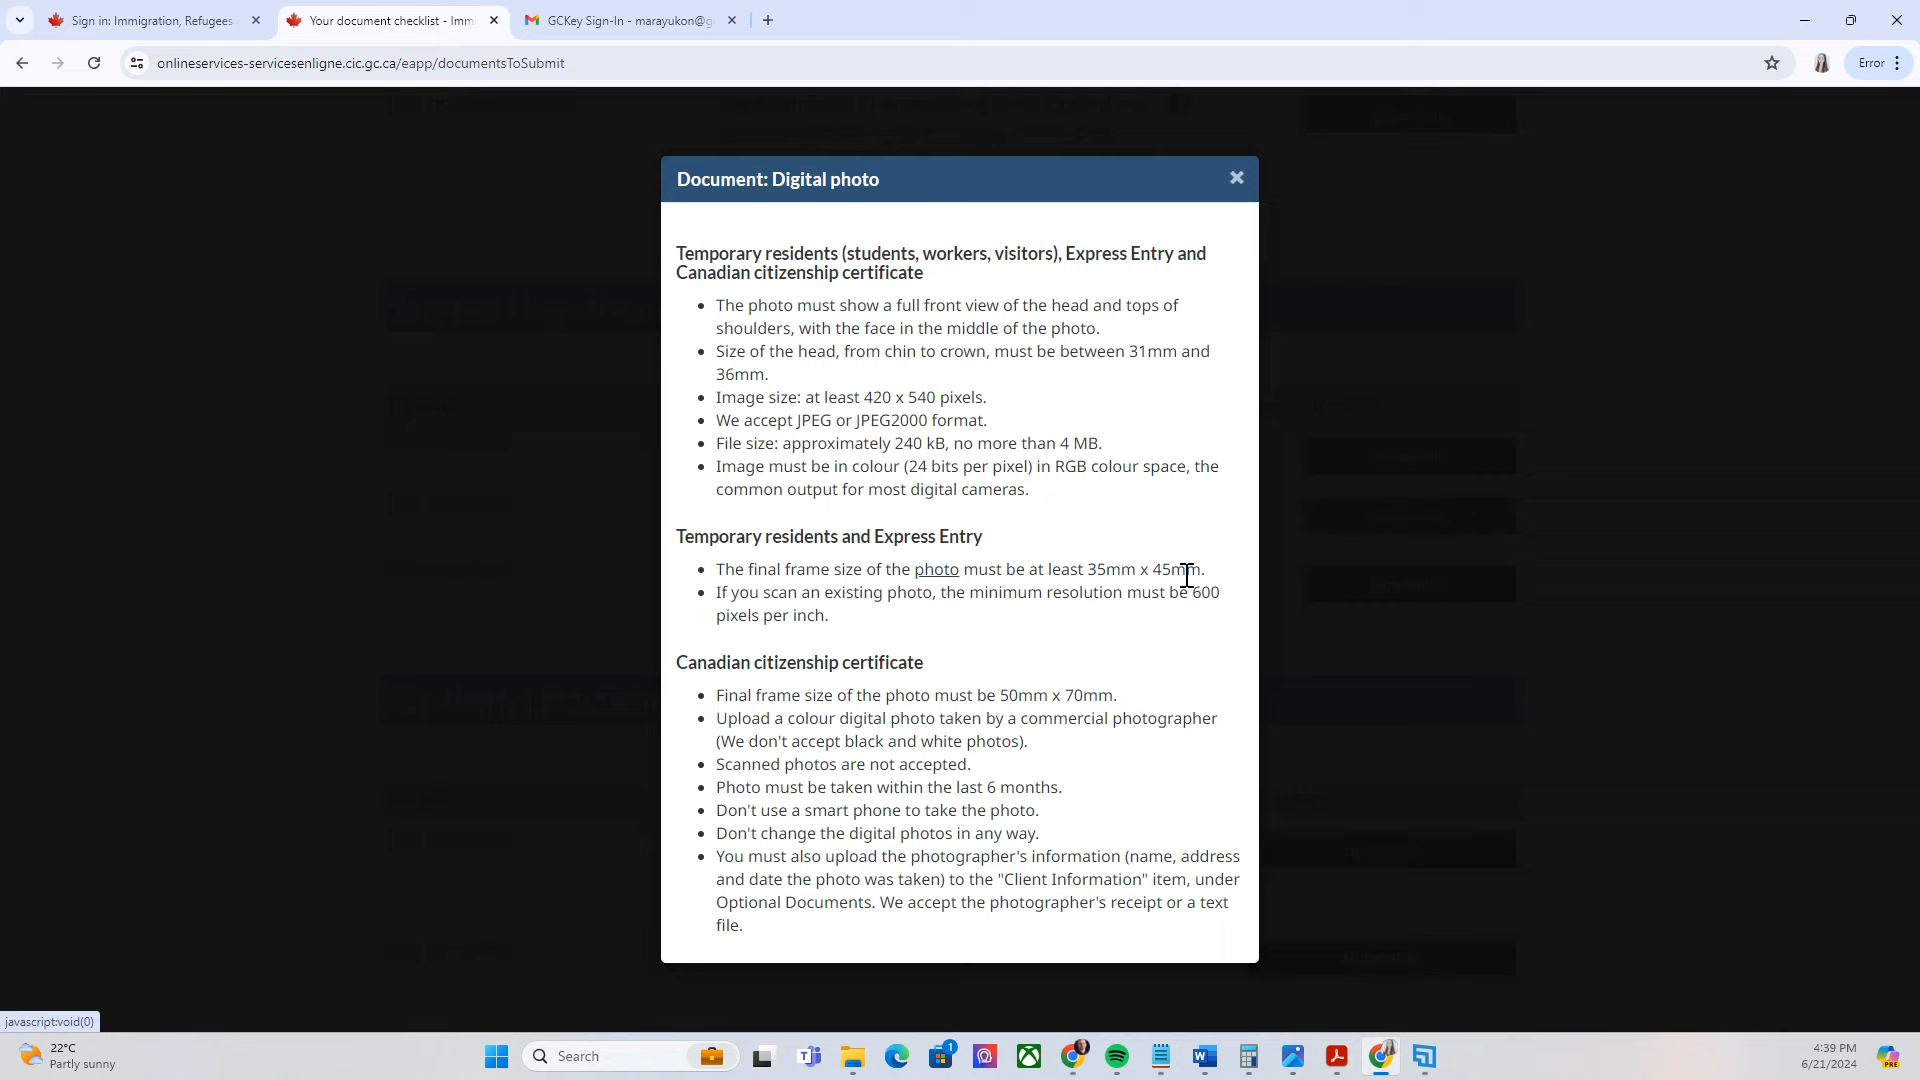 Sign in: Immigration, Refugees
Your document checklist - Immi
GCKey Sign-In - marayukon@g
onlineservices-servicesenligne.cic.gc.ca/eapp/documentsToSubmit
Error
Document: Digital photo
Temporary residents (students, workers, visitors), Express Entry and
Canadian citizenship certificate
• The photo must show a full front view of the head and tops of
shoulders, with the face in the middle of the photo.
• Size of the head, from chin to crown, must be between 31mm and
36mm.
• Image size: at least 420 x 540 pixels.
• We accept JPEG or JPEG2000 format.
• File size: approximately 240 kB, no more than 4 MB.
• Image must be in colour (24 bits per pixel) in RGB colour space, the
common output for most digital cameras.
Temporary residents and Express Entry
• The final frame size of the photo must be at least 35mm x 45mm.
• If you scan an existing photo, the minimum resolution must be 600
pixels per inch.
Canadian citizenship certificate
• Final frame size of the photo must be 50mm x 70mm.
• Upload a colour digital photo taken by a commercial photographer
(We don't accept black and white photos).
• Scanned photos are not accepted.
• Photo must be taken within the last 6 months.
• Don't use a smart phone to take the photo.
• Don't change the digital photos in any way.
• You must also upload the photographer's information (name, address
and date the photo was taken) to the "Client Information" item, under
Optional Documents. We accept the photographer's receipt or a text
file.
javascript:void(0)
22°C
Partly sunny
Search
1
4:39 PM
6/21/2024
PRE